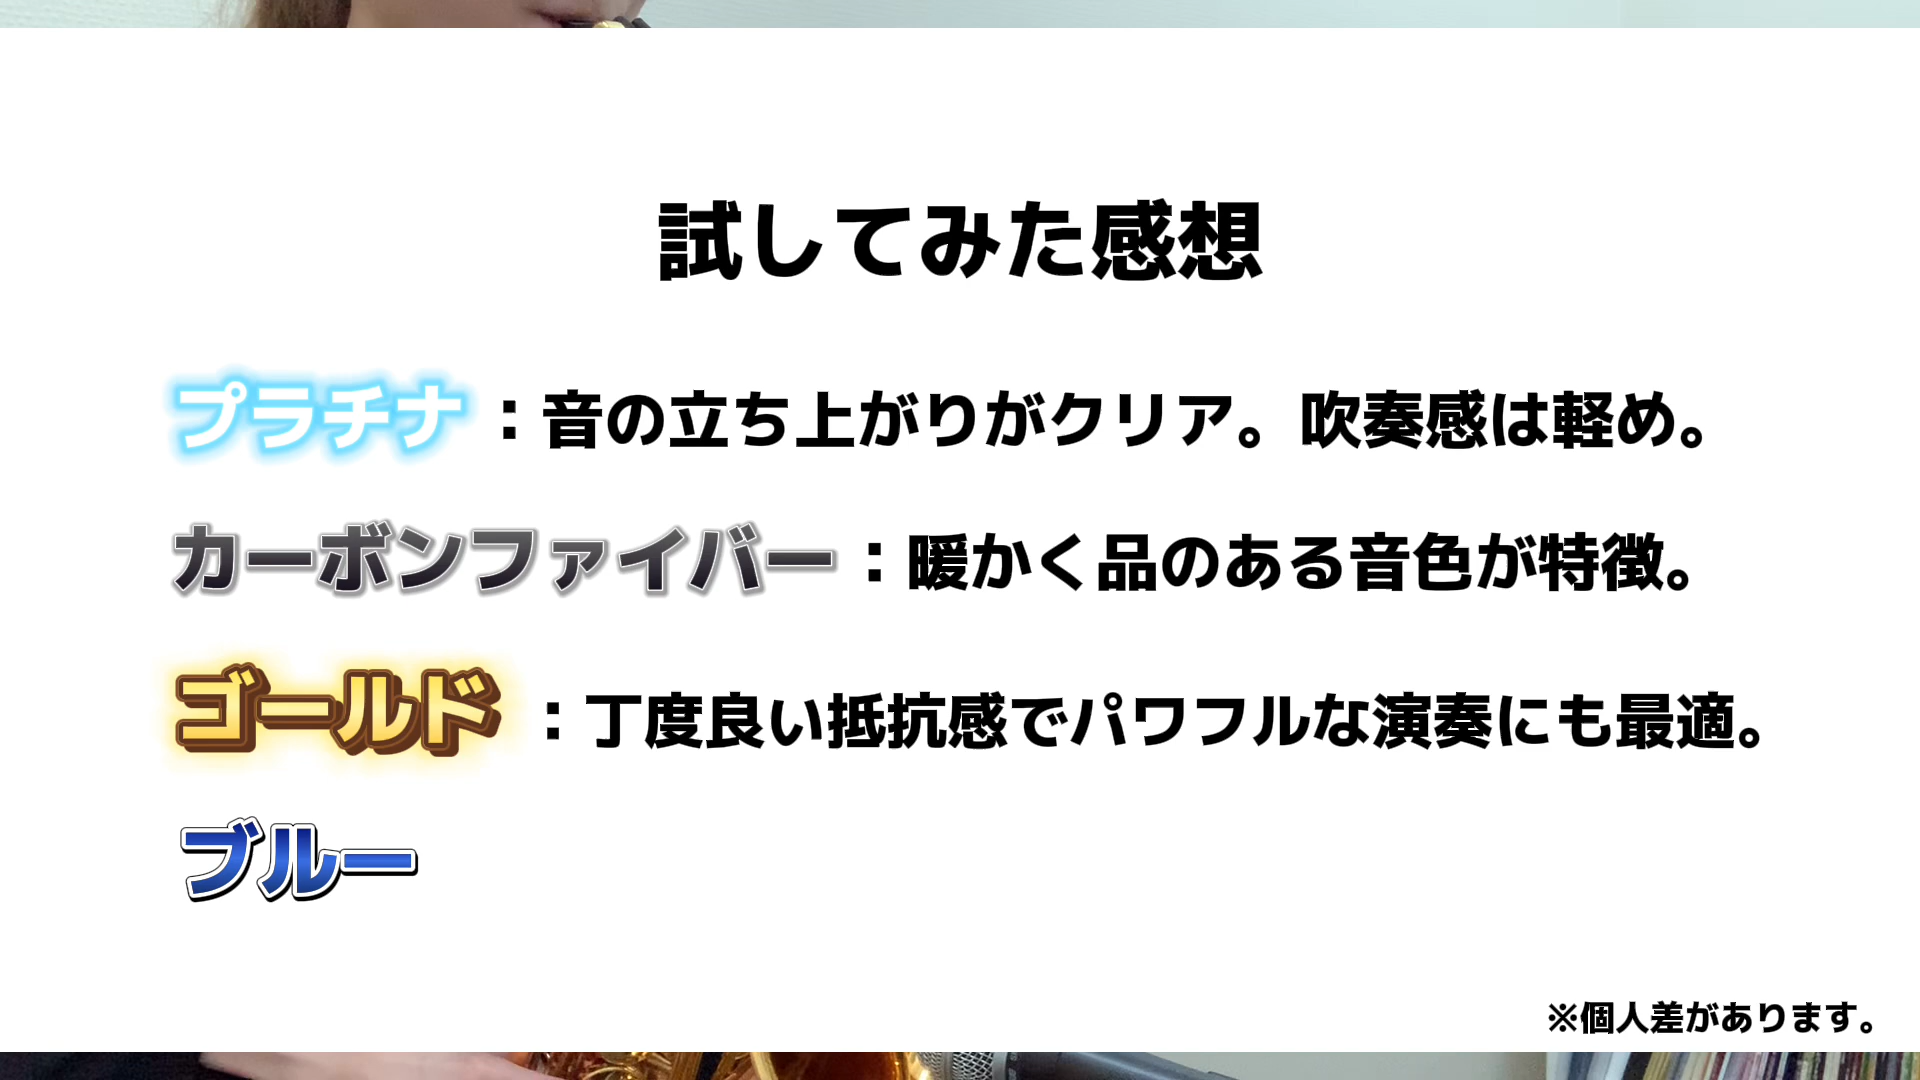 試してみた感想
プラチナ：音の立ち上がりがクリア。吹奏感は軽め。
カーボンファイバー：暖かく品のある音色が特徴。
ゴールド：丁度良い抵抗感でパワフルな演奏にも最適。
ブルー
※個人差があります。